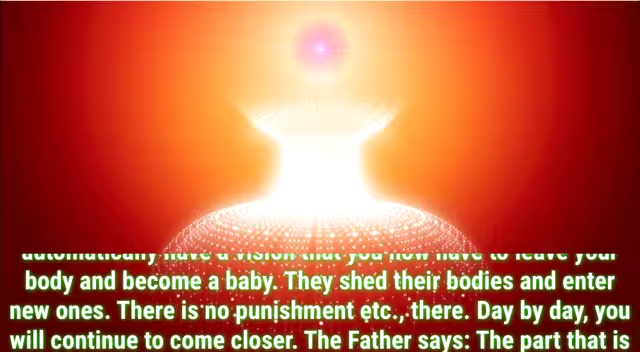 automatically have a vision that you now have to leave your
body and become a baby. They shed their bodies and enter
new ones. There is no punishment etc., there. Day by day, you
will continue to come closer. The Father says: The part that is